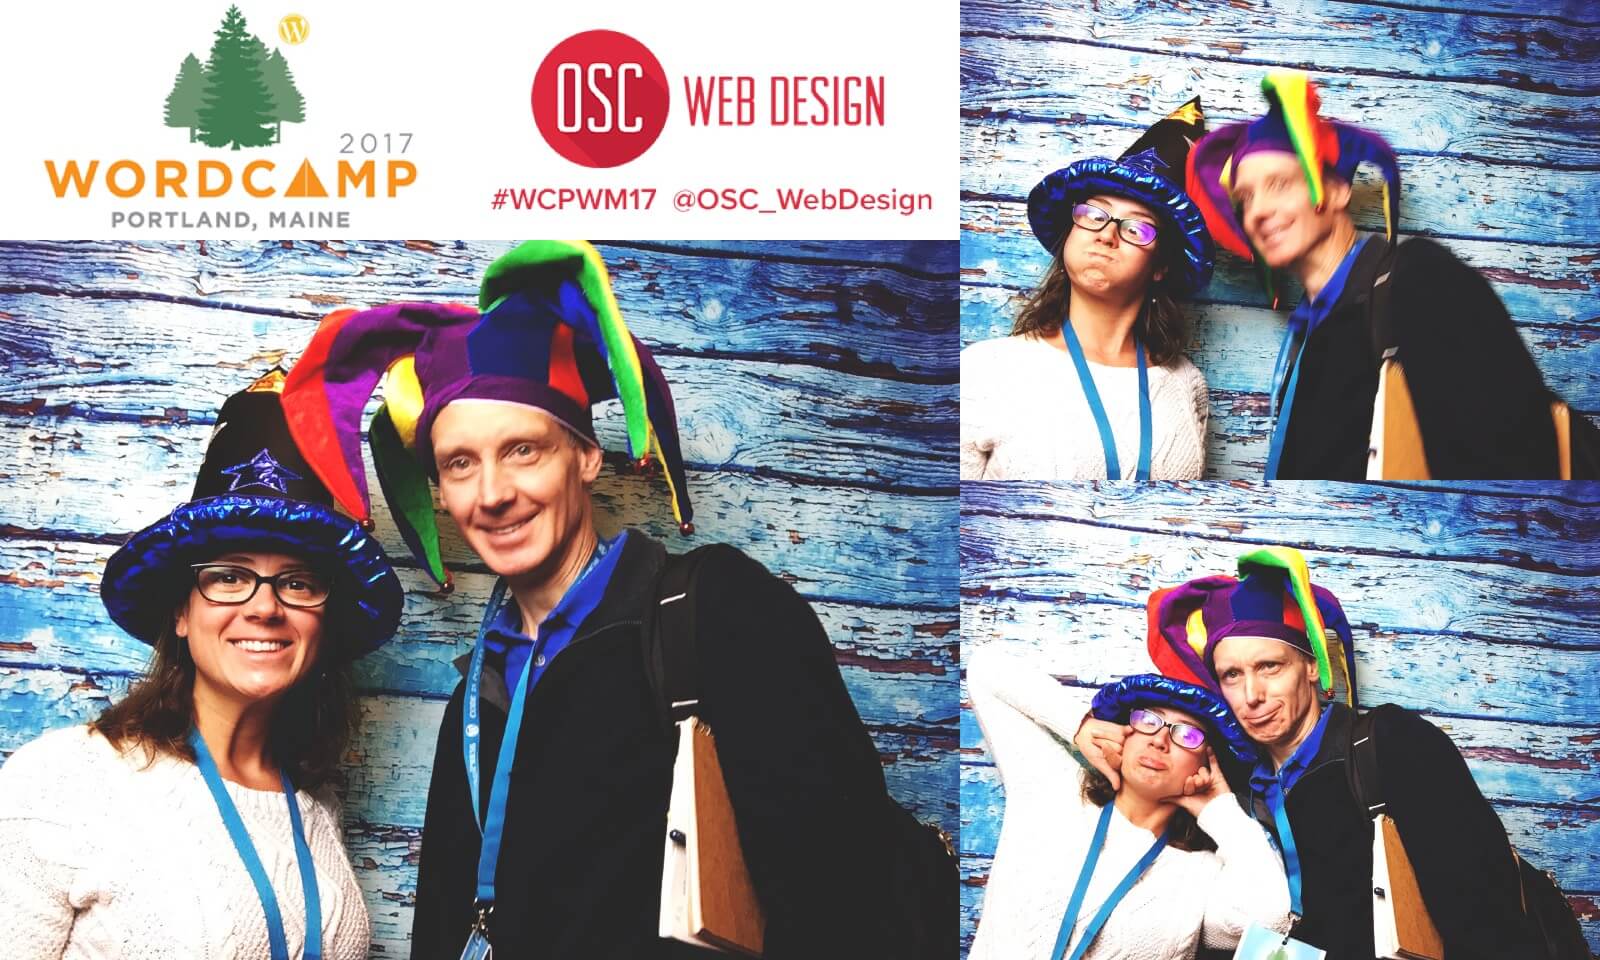 W
2017
WORDCAMP
PORTLAND, MAINE
OSC WEB DESIGN
#WCPWM17 @OSC_WebDesign